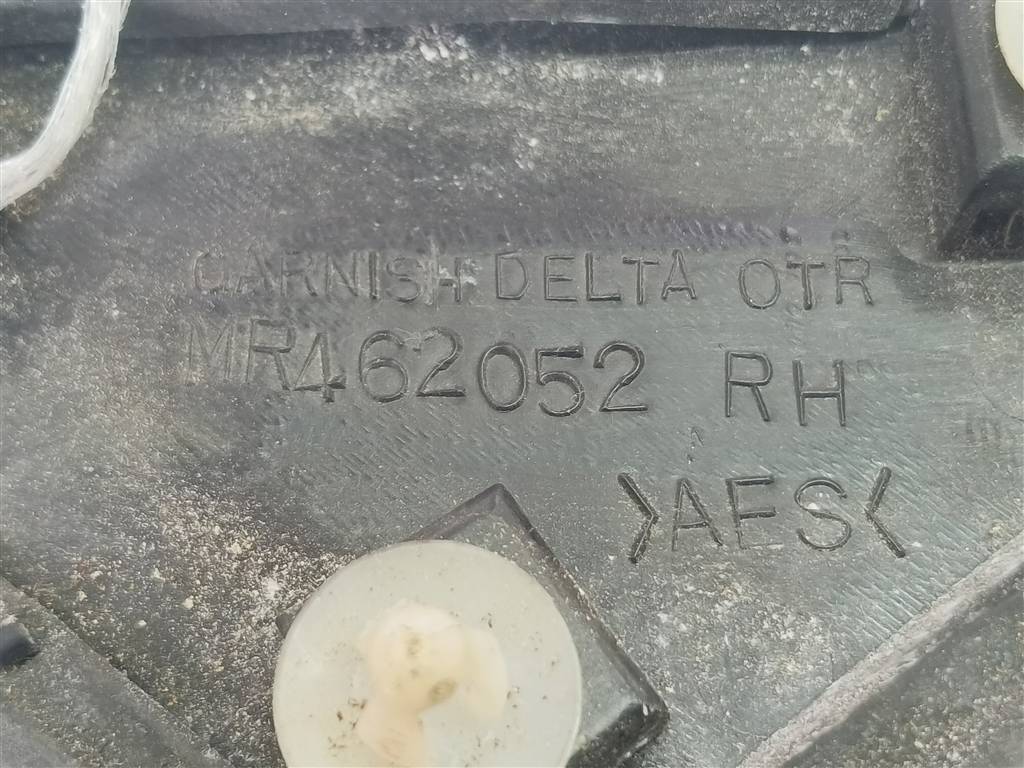 GARNISH DELTA OTR
MR462052 RH
>AES<